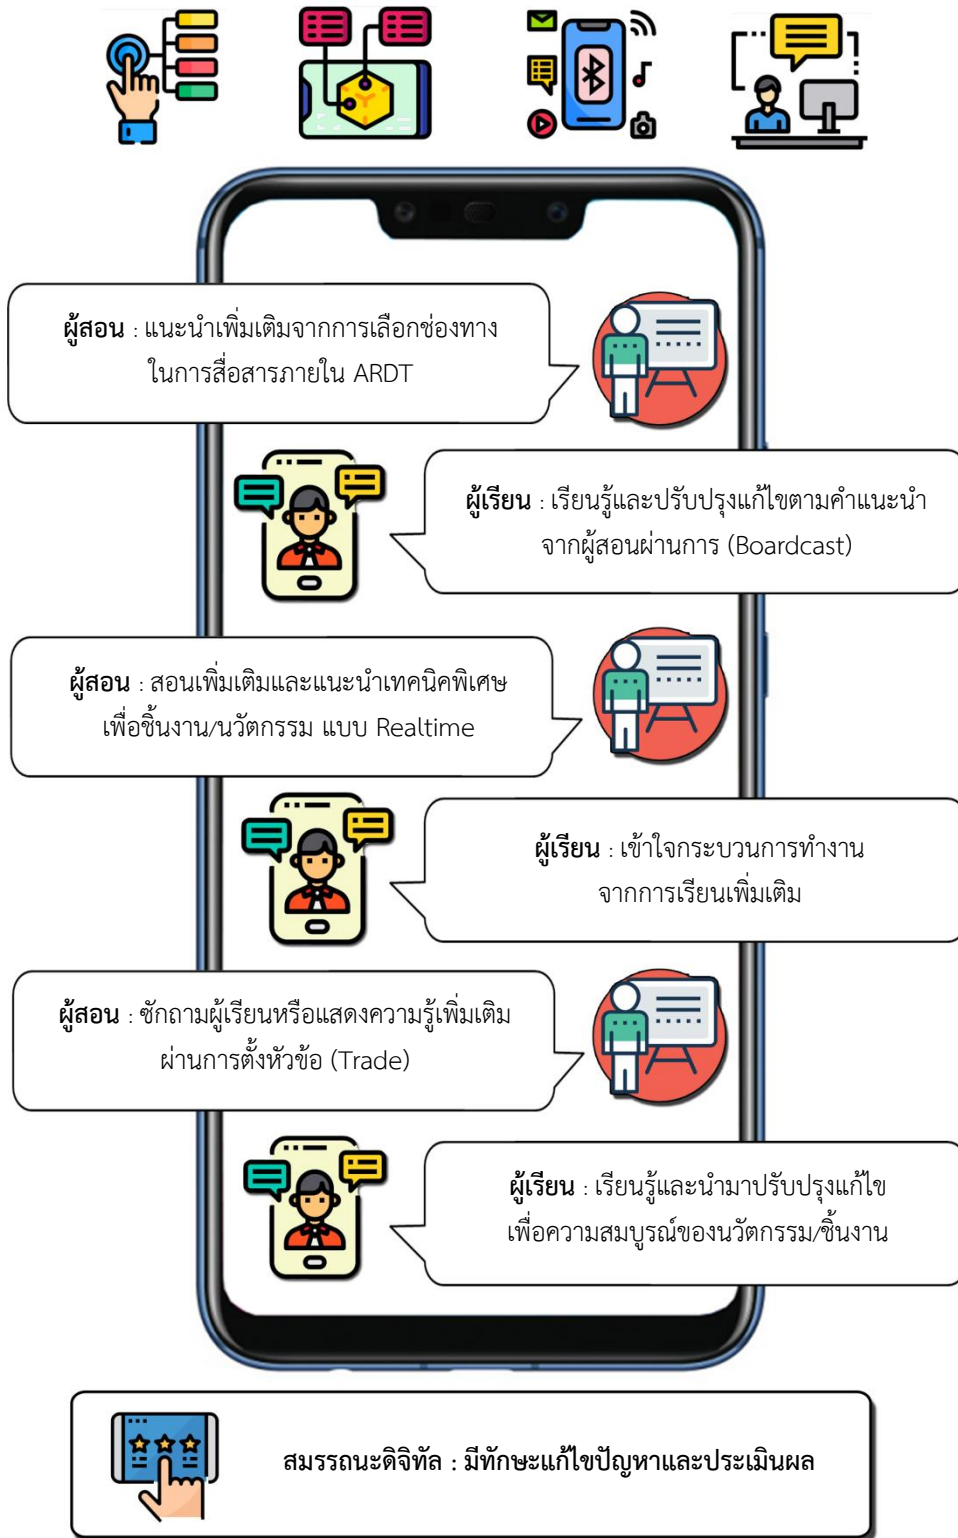 ผู้สอน : แนะนำเพิ่มเติมจากการเลือกช่องทาง
ในการสื่อสารภายใน ARDT
ผู้เรียน : เรียนรู้และปรับปรุงแก้ไขตามคำแนะนำ
จากผู้สอนผ่านการ (Boardcast)
ผู้สอน : สอนเพิ่มเติมและแนะนำเทคนิคพิเศษ
เพื่อชิ้นงาน/นวัตกรรม แบบ Realtime
ผู้เรียน : เข้าใจกระบวนการทำงาน
จากการเรียนเพิ่มเติม
ผู้สอน : ซักถามผู้เรียนหรือแสดงความรู้เพิ่มเติม
ผ่านการตั้งหัวข้อ (Trade)
ผู้เรียน : เรียนรู้และนำมาปรับปรุงแก้ไข
เพื่อความสมบูรณ์ของนวัตกรรม/ชิ้นงาน
สมรรถนะดิจิทัล : มีทักษะแก้ไขปัญหาและประเมินผล